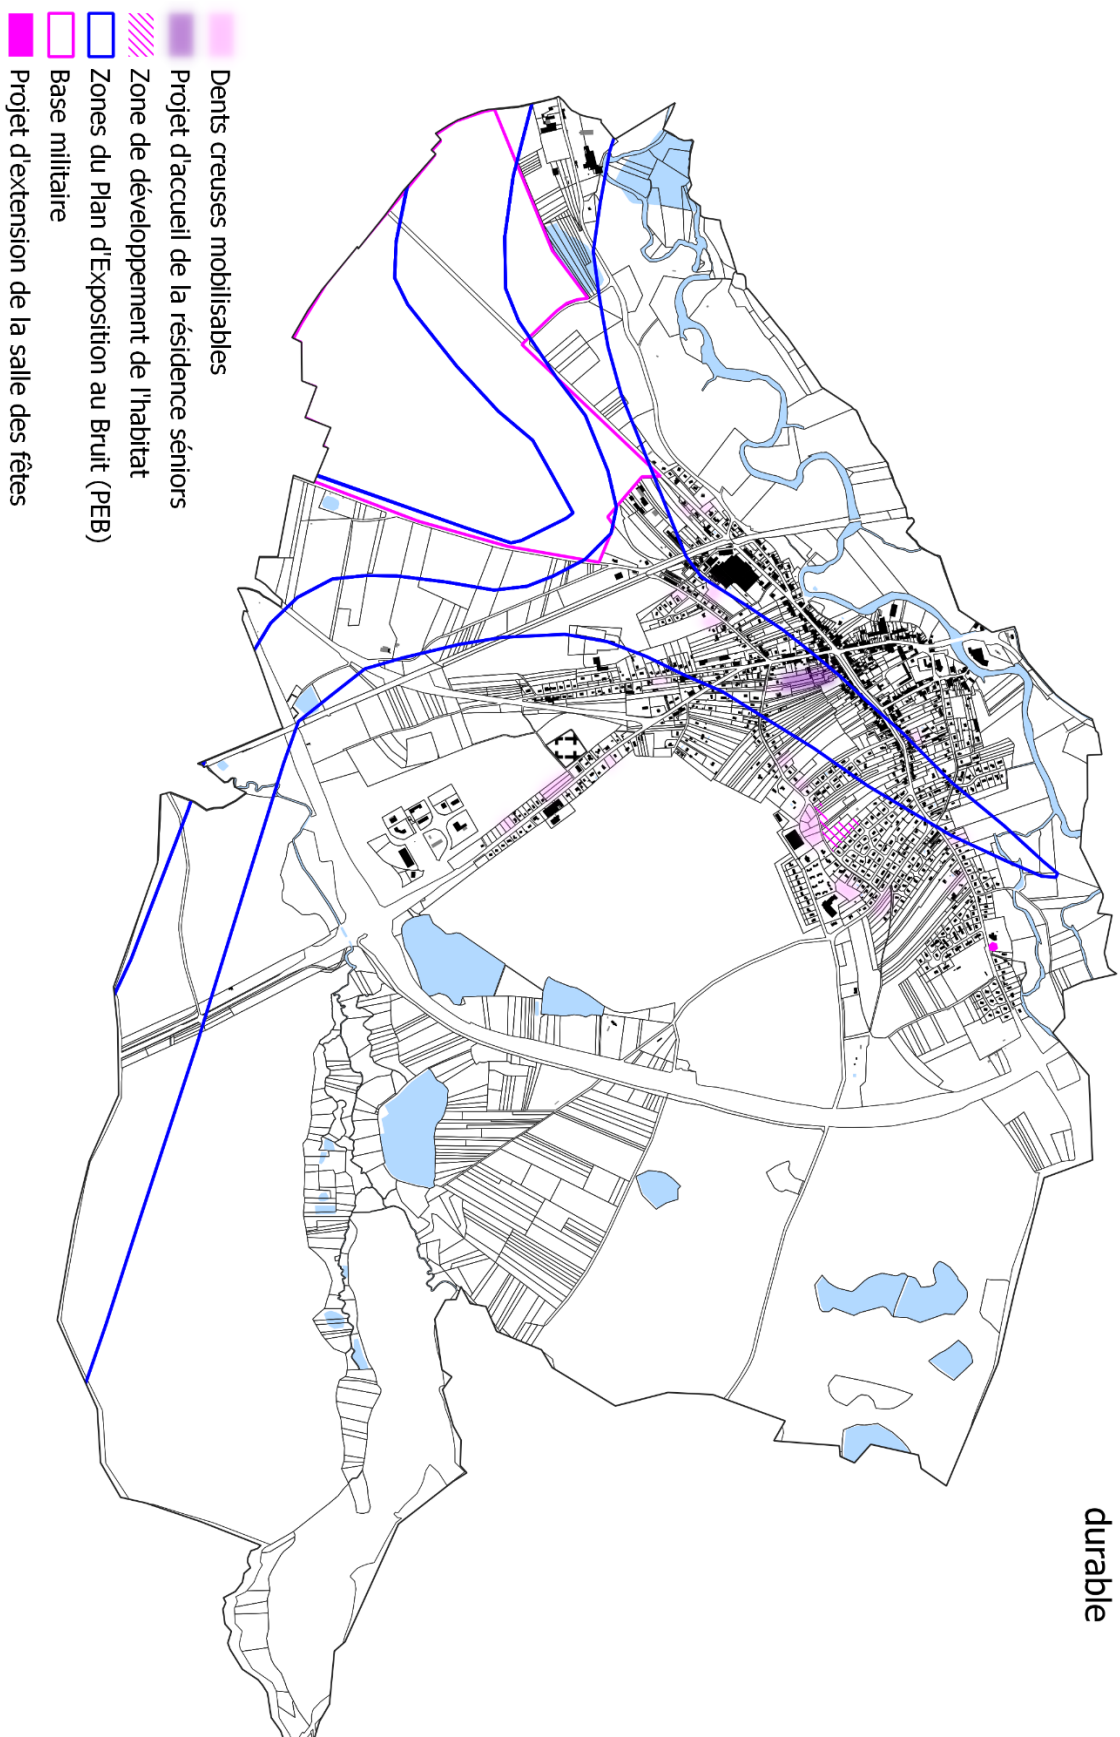 durable
Dents creuses mobilisables
Projet d'accueil de la résidence séniors
Zone de développement de l'habitat
Zones du Plan d'Exposition au Bruit (PEB)
Base militaire
Projet d'extension de la salle des fêtes